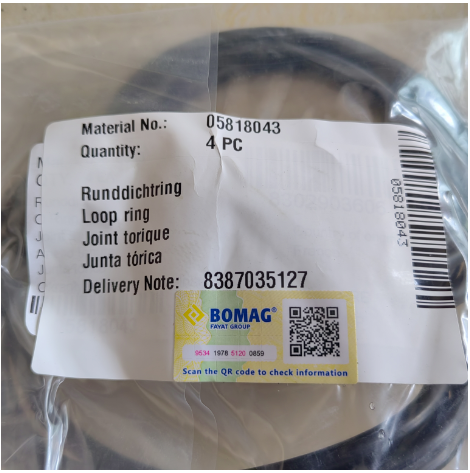 Material No.: 05818043
Quantity: 4 PC
Runddichtring
Loop ring
Joint torique
Junta tórica
Delivery Note: 8387035127
BOMAG®
FAYAT GROUP
9634 1978 6126 0859
Scan the QR code to check information
05818043